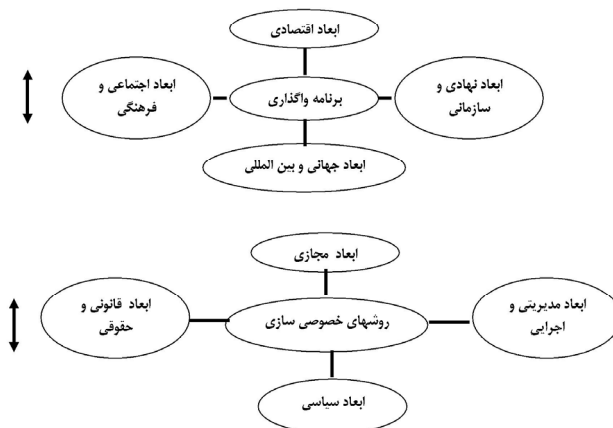 ابعاد اقتصادی
ابعاد نهادی و
سازمانی
برنامه واگذاری
ابعاد اجتماعی و
فرهنگی
ابعاد جهانی و بین المللی
ابعاد مجازی
ابعاد مدیریتی و
اجرایی
روشهای خصوصی سازی
ابعاد قانونی و
حقوقی
ابعاد سیاسی